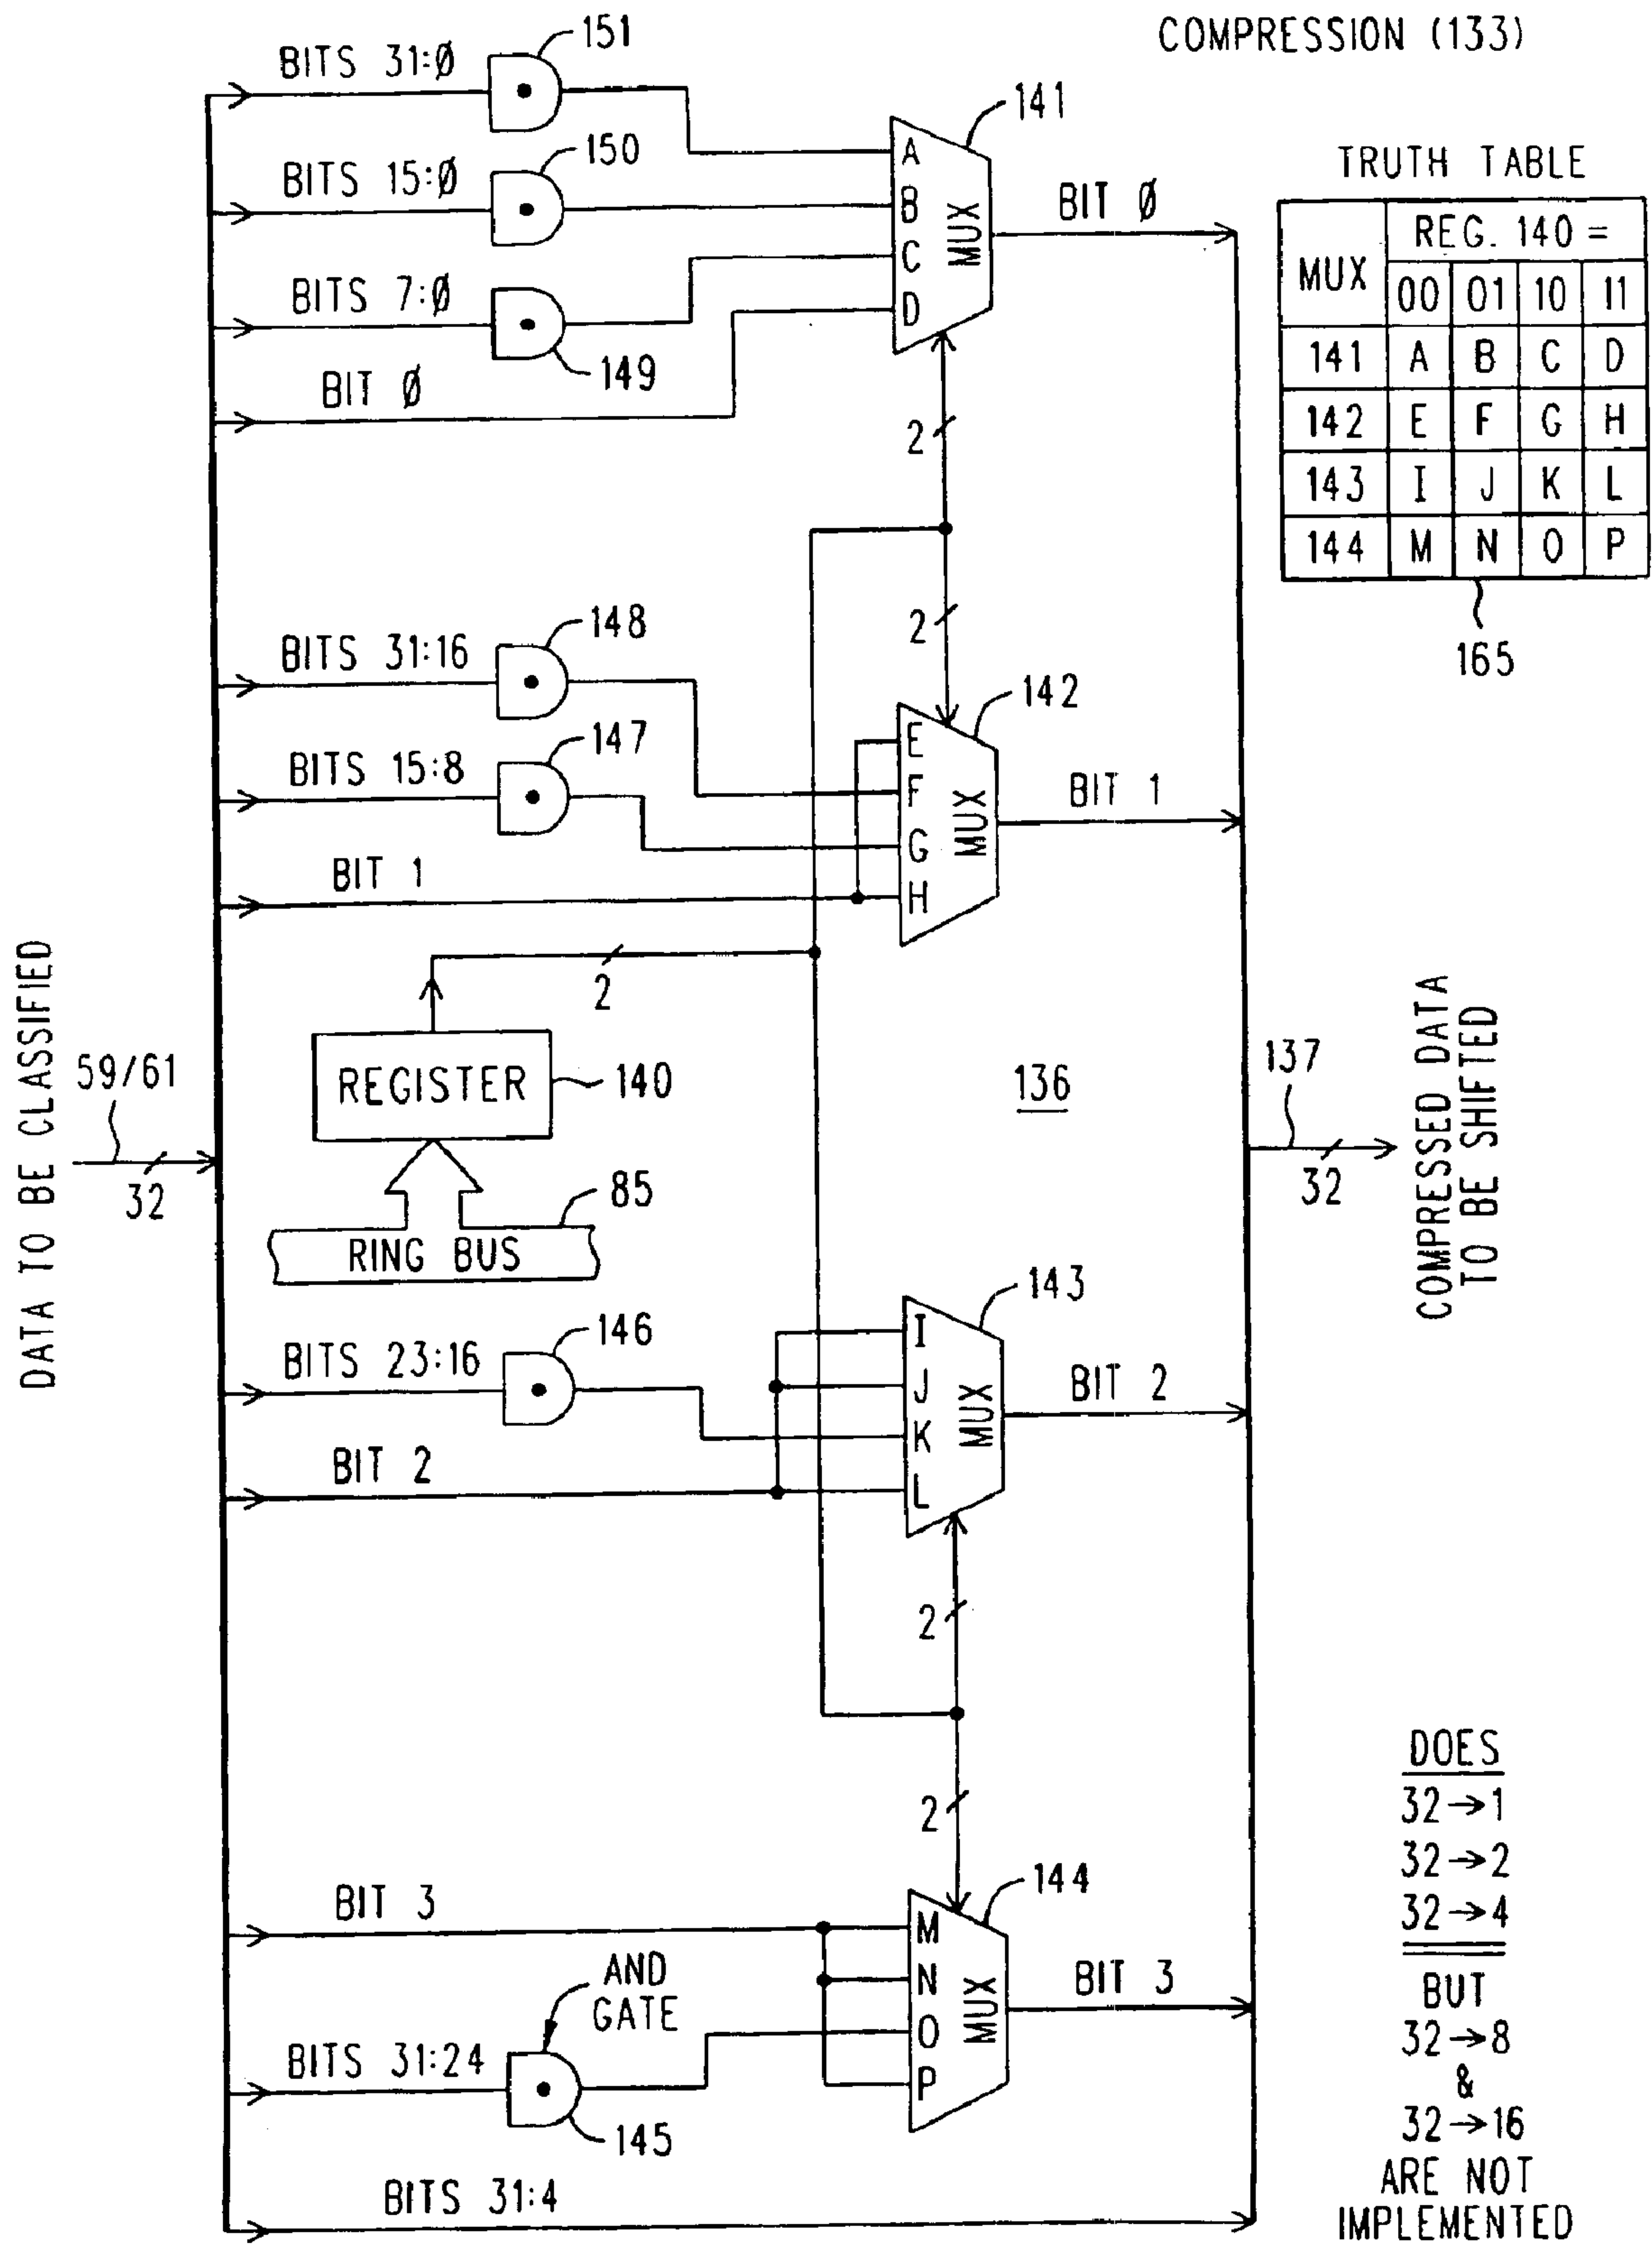 COMPRESSION (133)
BITS 31:Ø
151
BITS 15:Ø
150
BITS 7:Ø
149
BIT Ø
A
B
C
D
MUX
141
BIT Ø
2
2
TRUTH TABLE
MUX
REG. 140 =
00 01 10 11
141 A B C D
142 E F G H
143 I J K L
144 M N O P
165
BITS 31:16
148
BITS 15:8
147
BIT 1
E
F
G
H
MUX
142
BIT 1
2
REGISTER
140
85
RING BUS
DATA TO BE CLASSIFIED
59/61
32
136
137
32
COMPRESSED DATA
TO BE SHIFTED
BITS 23:16
146
BIT 2
I
J
K
L
MUX
143
BIT 2
2
2
BIT 3
AND
GATE
BITS 31:24
145
M
N
O
P
MUX
144
BIT 3
BITS 31:4
DOES
32→1
32→2
32→4
BUT
32→8
&
32→16
ARE NOT
IMPLEMENTED